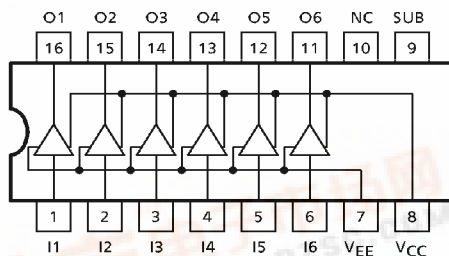 O1 O2 O3 O4 O5 O6 NC SUB
16 15 14 13 12 11 10 9
1 2 3 4 5 6 7 8
I1 I2 I3 I4 I5 I6 VEE VCC